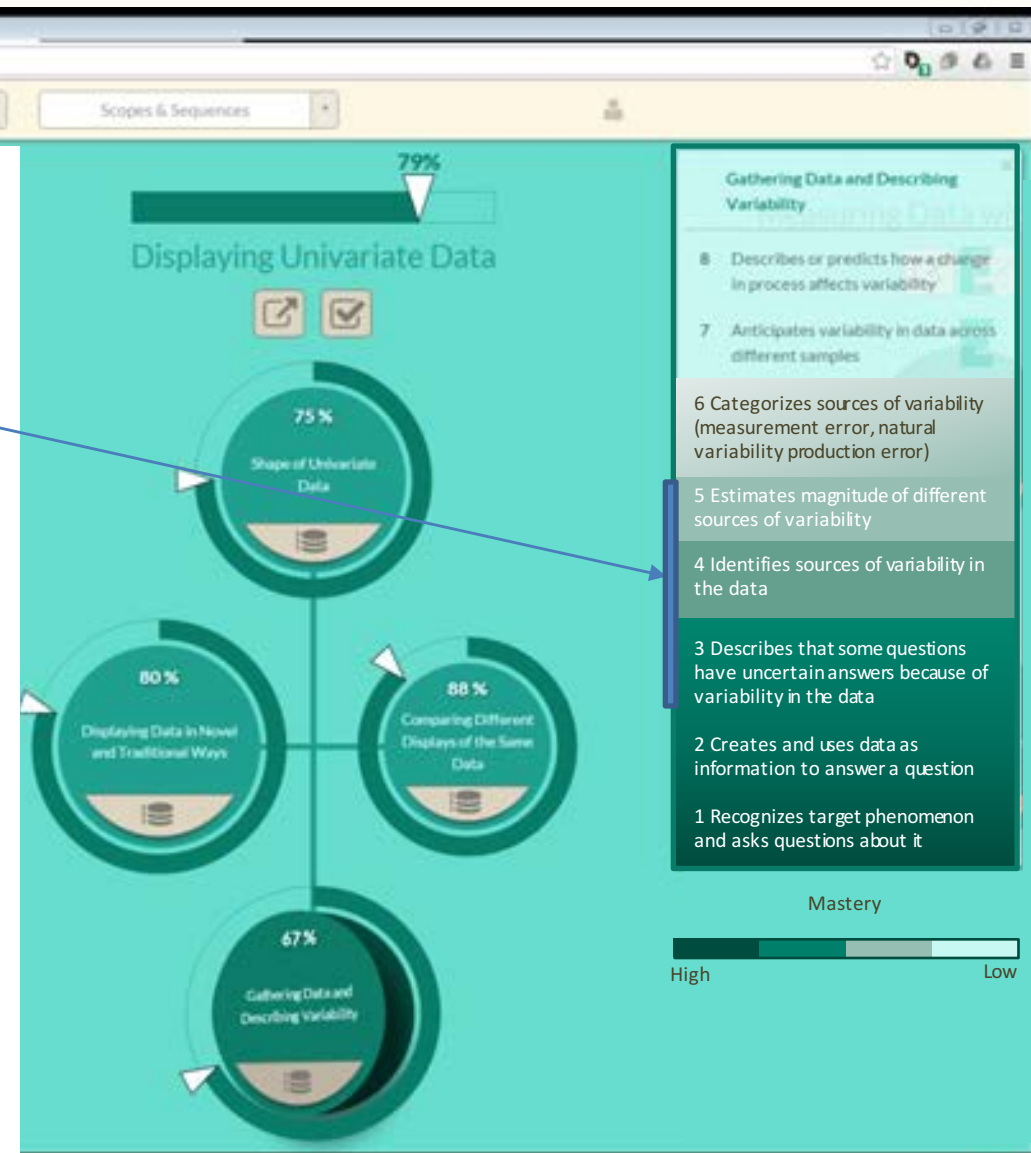 Scopes & Sequences
79%
Displaying Univariate Data
75 %
Shape of Univariate
Data
80 %
Displaying Data in Novel
and Traditional Ways
88 %
Comparing Different
Displays of the Same
Data
67 %
Gathering Data and
Describing Variability
Gathering Data and Describing
Variability
Measuring Data wi
8 Describes or predicts how a change
in process affects variability
7 Anticipates variability in data across
different samples
6 Categorizes sources of variability
(measurement error, natural
variability production error)
5 Estimates magnitude of different
sources of variability
4 Identifies sources of variability in
the data
3 Describes that some questions
have uncertain answers because of
variability in the data
2 Creates and uses data as
information to answer a question
1 Recognizes target phenomenon
and asks questions about it
Mastery
High
Low